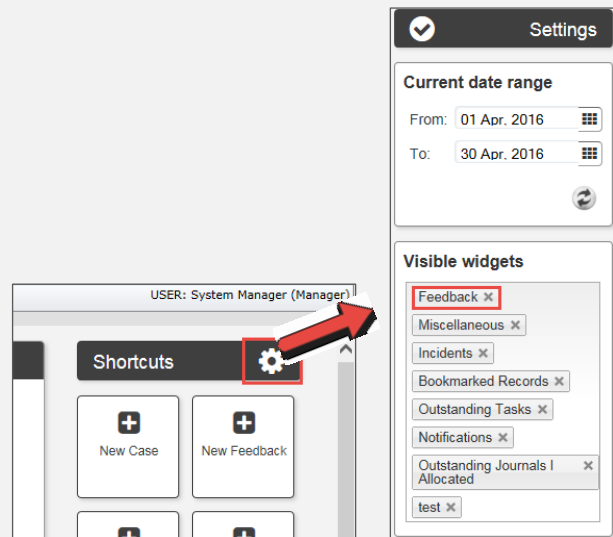 Settings
Current date range
From: 01 Apr, 2016
To: 30 Apr, 2016
Visible widgets
Feedback
Miscellaneous
Incidents
Bookmarked Records
Outstanding Tasks
Notifications
Outstanding Journals I
Allocated
test
USER: System Manager (Manager)
Shortcuts
New Case
New Feedback